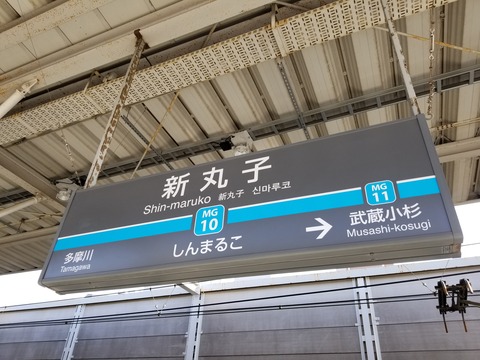 新丸子
Shin-maruko 新丸子 신마루코
MG
10
MG
11
しんまるこ
→
多摩川
Tamagawa
武蔵小杉
Musashi-kosugi